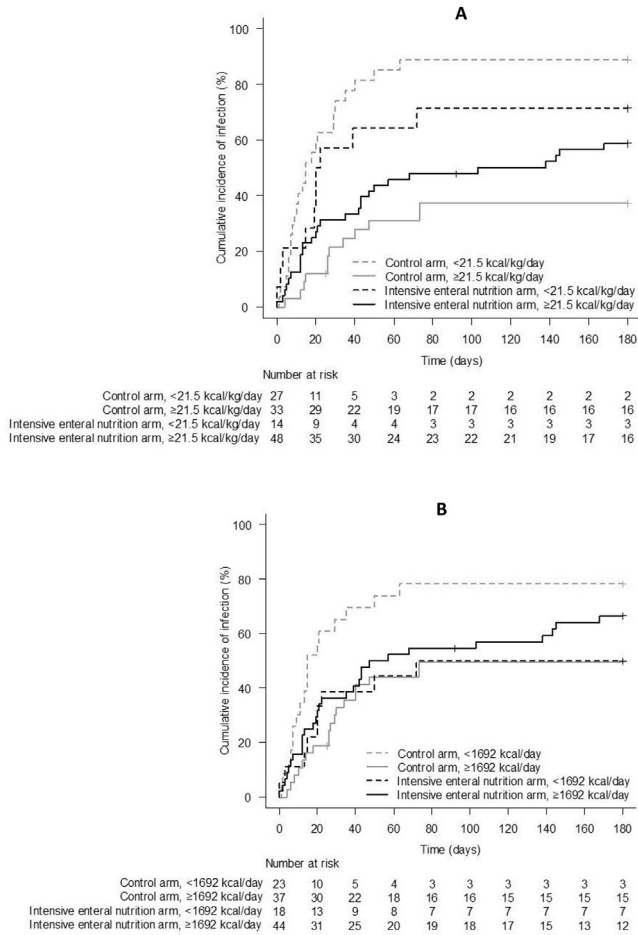 A
Cumulative incidence of infection (%)
100
80
60
40
20
0
Control arm, <21.5 kcal/kg/day
Control arm, ≥21.5 kcal/kg/day
Intensive enteral nutrition arm, <21.5 kcal/kg/day
Intensive enteral nutrition arm, ≥21.5 kcal/kg/day
0 20 40 60 80 100 120 140 160 180
Time (days)
Number at risk
Control arm, <21.5 kcal/kg/day 27 11 5 3 2 2 2 2 2 2
Control arm, ≥21.5 kcal/kg/day 33 29 22 19 17 17 16 16 16 16
Intensive enteral nutrition arm, <21.5 kcal/kg/day 14 9 4 4 3 3 3 3 3 3
Intensive enteral nutrition arm, ≥21.5 kcal/kg/day 48 35 30 24 23 22 21 19 17 16
B
Cumulative incidence of infection (%)
100
80
60
40
20
0
Control arm, <1692 kcal/day
Control arm, ≥1692 kcal/day
Intensive enteral nutrition arm, <1692 kcal/day
Intensive enteral nutrition arm, ≥1692 kcal/day
0 20 40 60 80 100 120 140 160 180
Time (days)
Number at risk
Control arm, <1692 kcal/day 23 10 5 4 3 3 3 3 3 3
Control arm, ≥1692 kcal/day 37 30 22 18 16 16 15 15 15 15
Intensive enteral nutrition arm, <1692 kcal/day 18 13 9 8 7 7 7 7 7 7
Intensive enteral nutrition arm, ≥1692 kcal/day 44 31 25 20 19 18 17 15 13 12